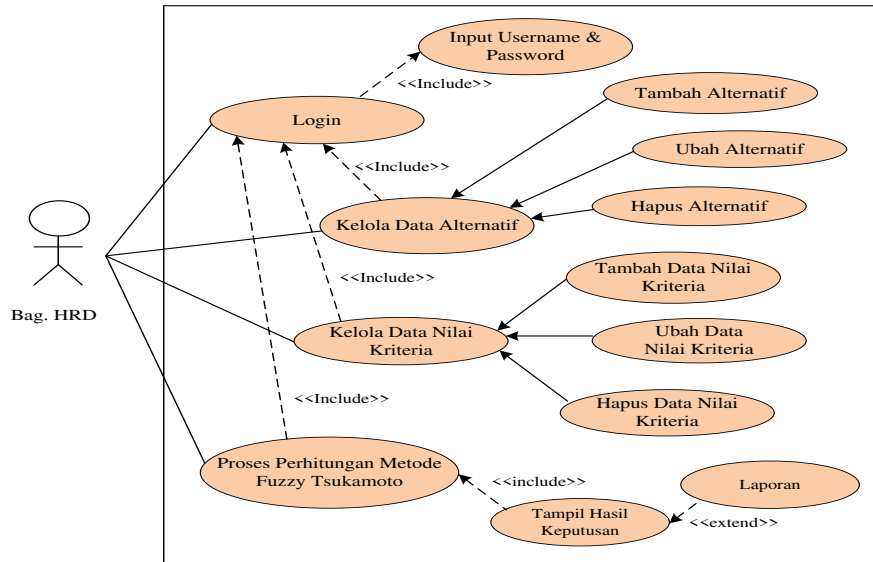 Input Username &
Password
<<Include>>
Login
Tambah Alternatif
<<Include>>
Ubah Alternatif
Kelola Data Alternatif
Hapus Alternatif
Bag. HRD
<<Include>>
Tambah Data Nilai
Kriteria
Kelola Data Nilai
Kriteria
Ubah Data
Nilai Kriteria
<<Include>>
Hapus Data Nilai
Kriteria
Proses Perhitungan Metode
Fuzzy Tsukamoto
<<include>>
Tampil Hasil
Keputusan
Laporan
<<extend>>